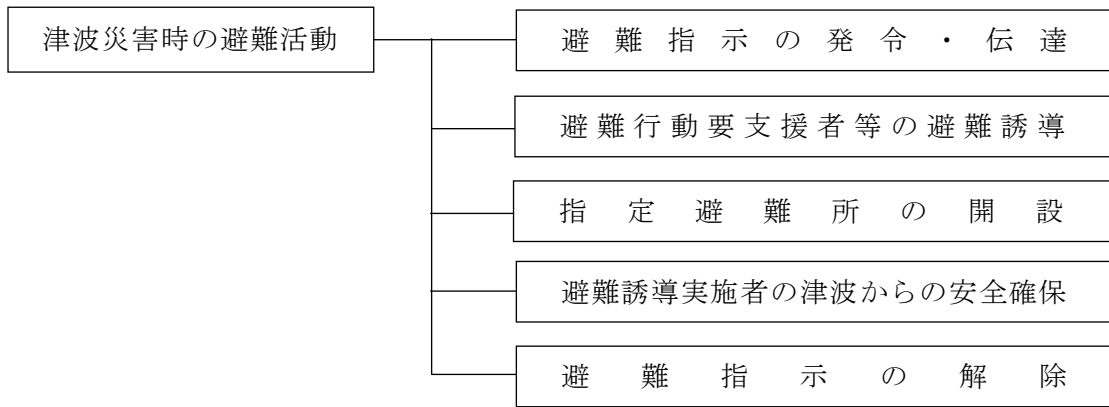 津波災害時の避難活動
避難指示の発令・伝達
避難行動要支援者等の避難誘導
指定避難所の開設
避難誘導実施者の津波からの安全確保
避難指示の解除